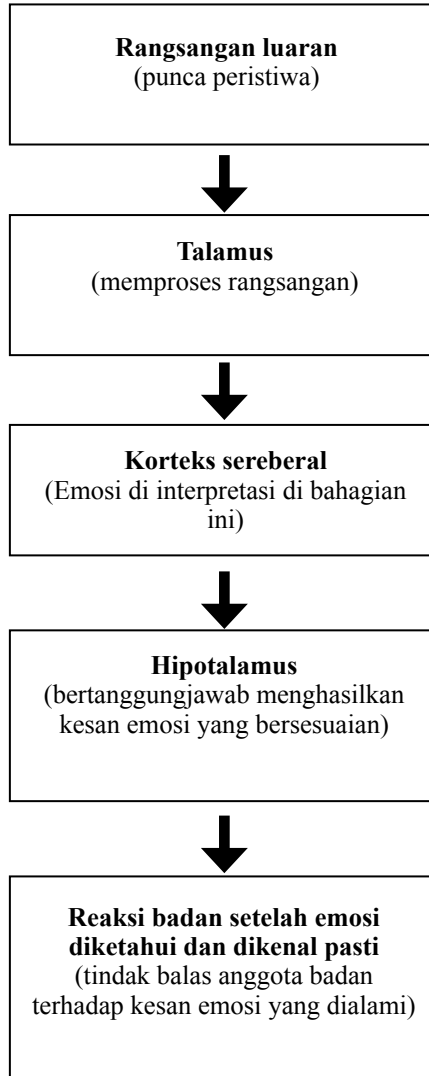 Rangsangan luaran
(punca peristiwa)
Talamus
(memproses rangsangan)
Korteks sereberal
(Emosi di interpretasi di bahagian
ini)
Hipotalamus
(bertanggungjawab menghasilkan
kesan emosi yang bersesuaian)
Reaksi badan setelah emosi
diketahui dan dikenal pasti
(tindak balas anggota badan
terhadap kesan emosi yang dialami)